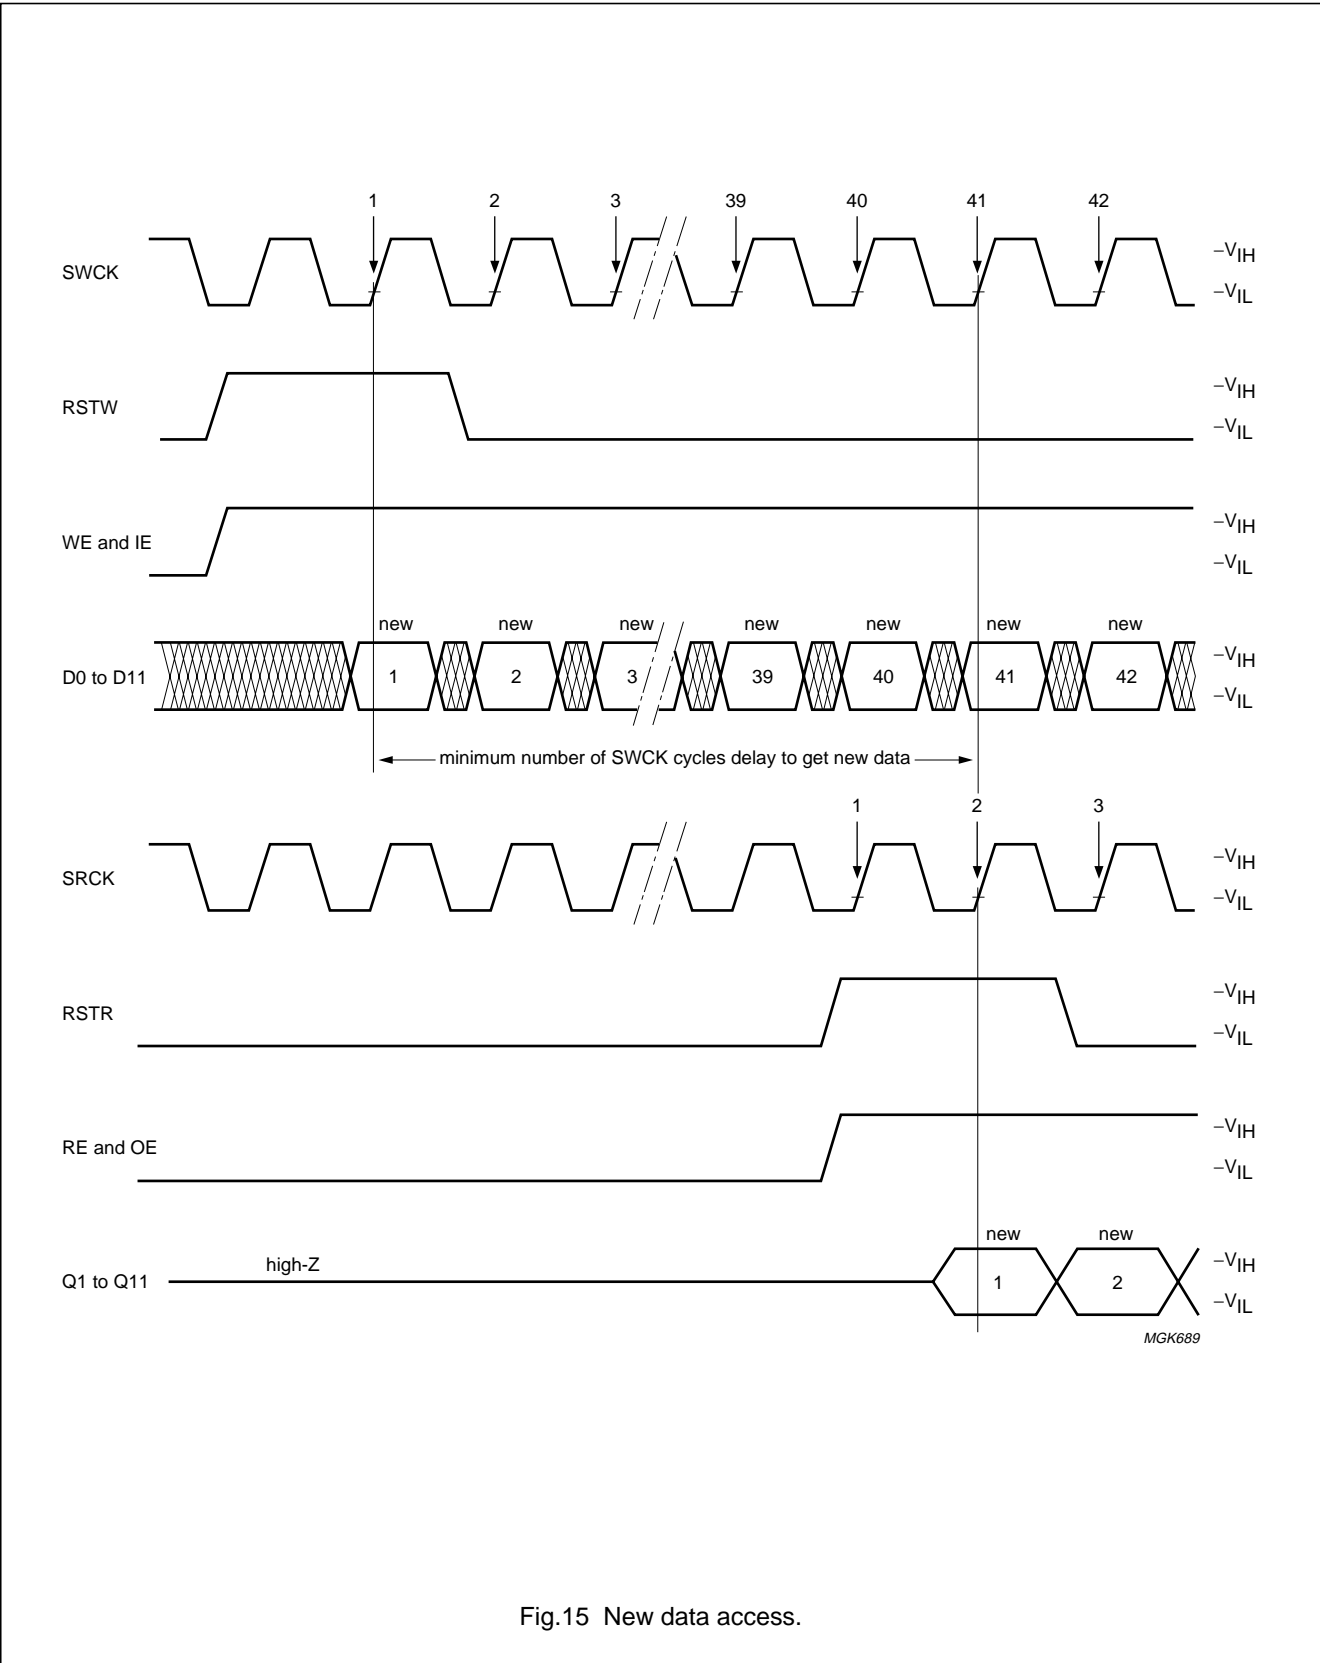 1 2 3 39 40 41 42
SWCK
–VIH
–VIL
RSTW
–VIH
–VIL
WE and IE
–VIH
–VIL
new new new new new new new
D0 to D11
1 2 3 39 40 41 42
–VIH
–VIL
minimum number of SWCK cycles delay to get new data
1 2 3
SRCK
–VIH
–VIL
RSTR
–VIH
–VIL
RE and OE
–VIH
–VIL
new new
high-Z
Q1 to Q11
1 2
–VIH
–VIL
MGK689
Fig.15 New data access.